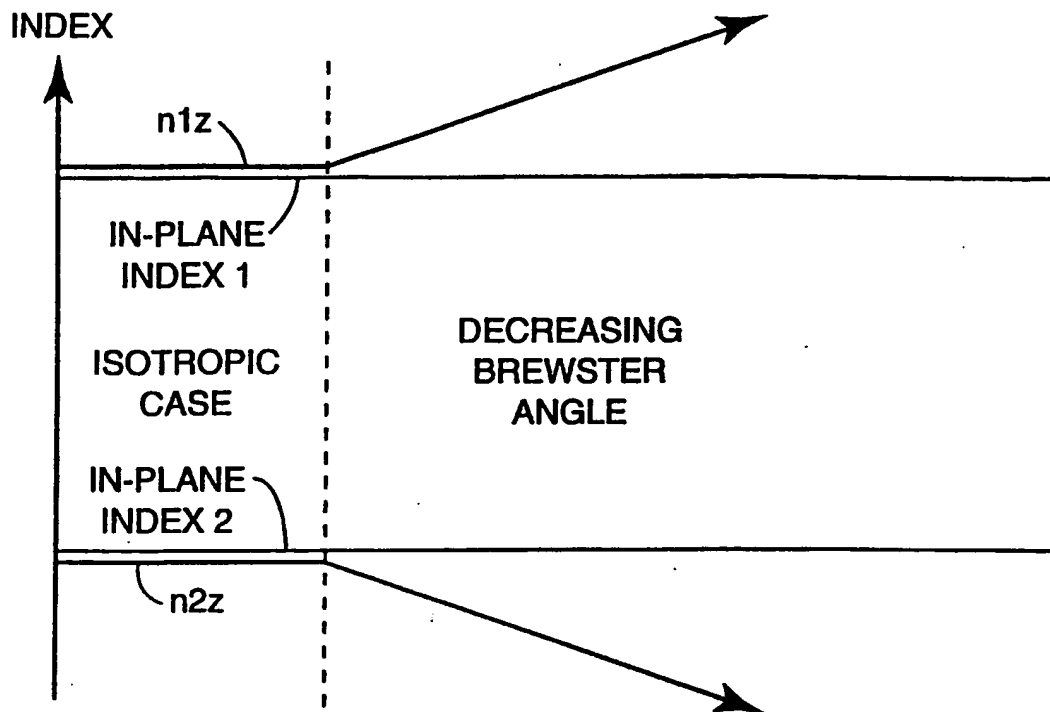 INDEX
n1z
IN-PLANE
INDEX 1
ISOTROPIC
CASE
DECREASING
BREWSTER
ANGLE
IN-PLANE
INDEX 2
n2z